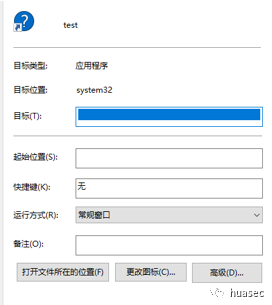 test
目标类型: 应用程序
目标位置: system32
目标(T):
起始位置(S):
快捷键(K): 无
运行方式(R): 常规窗口
备注(O):
打开文件所在的位置(F) 更改图标(C)... 高级(D)...
huasec